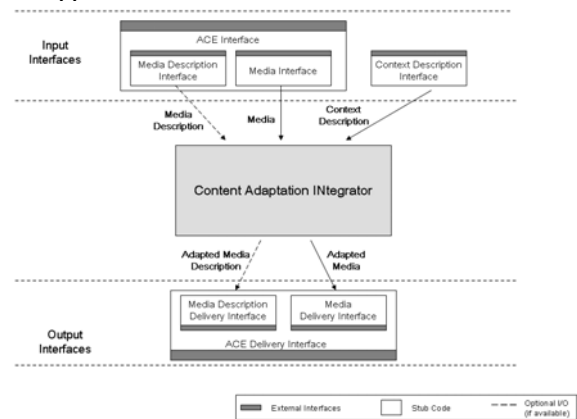 Input
Interfaces
ACE Interface
Media Description
Interface
Media Interface
Context Description
Interface
Media
Description
Media
Context
Description
Content Adaptation INtegrator
Adapted Media
Description
Adapted
Media
Output
Interfaces
Media Description
Delivery Interface
Media
Delivery Interface
ACE Delivery Interface
External Interfaces
Stub Code
Optional I/O
(if available)